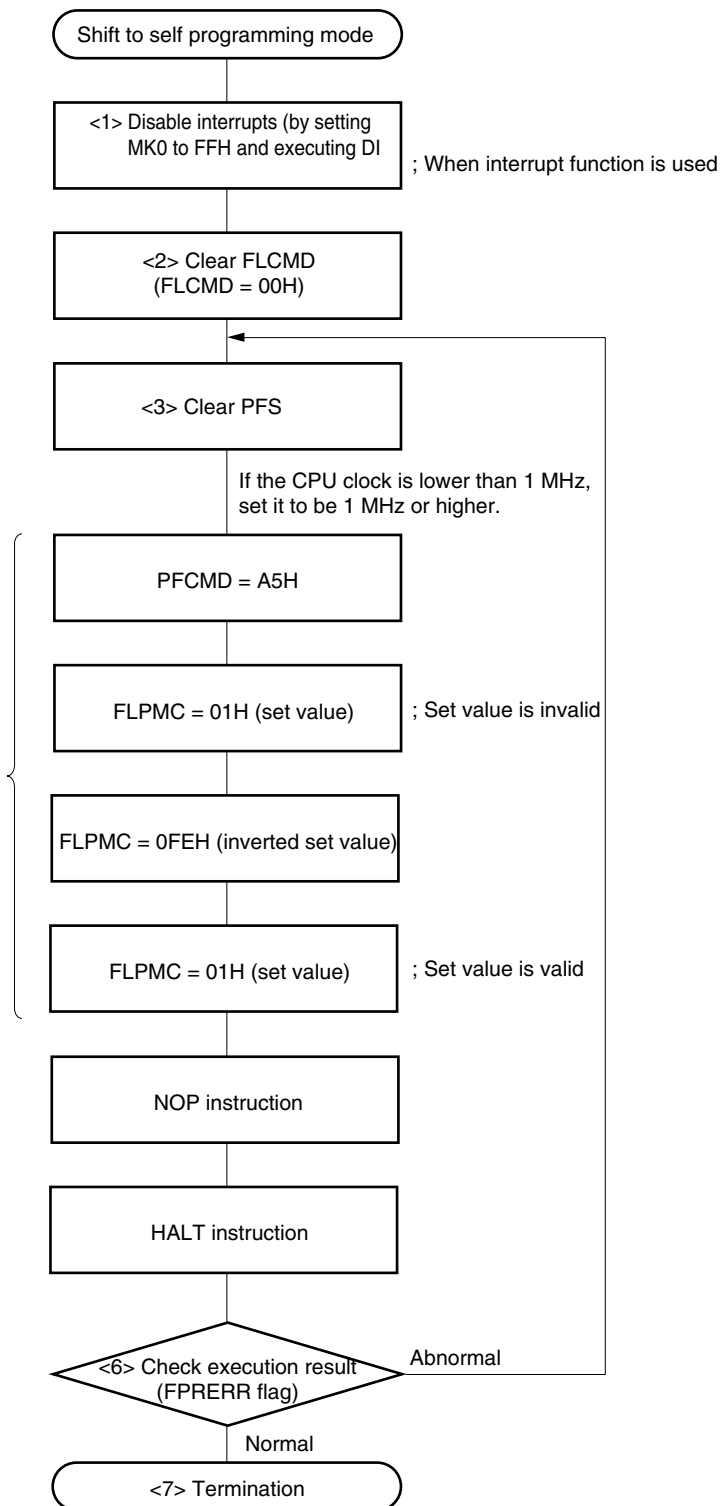 Shift to self programming mode
<1> Disable interrupts (by setting
MK0 to FFH and executing DI
; When interrupt function is used
<2> Clear FLCMD
(FLCMD = 00H)
<3> Clear PFS
If the CPU clock is lower than 1 MHz,
set it to be 1 MHz or higher.
PFCMD = A5H
FLPMC = 01H (set value)
; Set value is invalid
FLPMC = 0FEH (inverted set value)
FLPMC = 01H (set value)
; Set value is valid
NOP instruction
HALT instruction
<6> Check execution result
(FPRERR flag)
Abnormal
Normal
<7> Termination